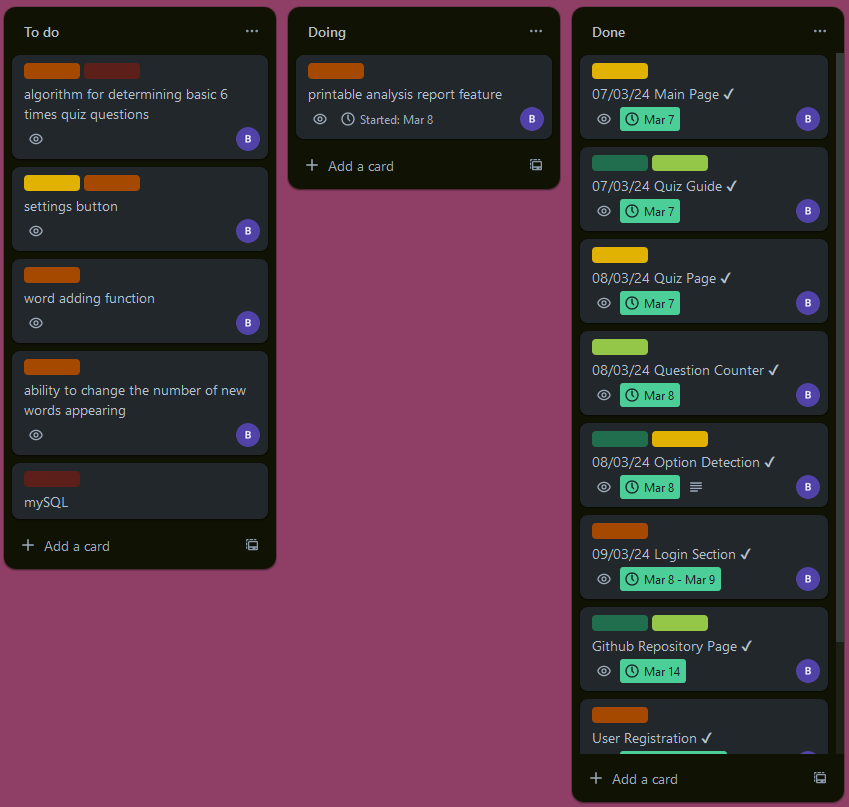 To do
algorithm for determining basic 6
times quiz questions
B
settings button
B
word adding function
B
ability to change the number of new
words appearing
B
mySQL
+ Add a card
Doing
printable analysis report feature
Started: Mar 8
B
+ Add a card
Done
07/03/24 Main Page ✓
Mar 7
B
07/03/24 Quiz Guide ✓
Mar 7
B
08/03/24 Quiz Page ✓
Mar 7
B
08/03/24 Question Counter ✓
Mar 8
B
08/03/24 Option Detection ✓
Mar 8
B
09/03/24 Login Section ✓
Mar 8 - Mar 9
B
Github Repository Page ✓
Mar 14
B
User Registration ✓
+ Add a card